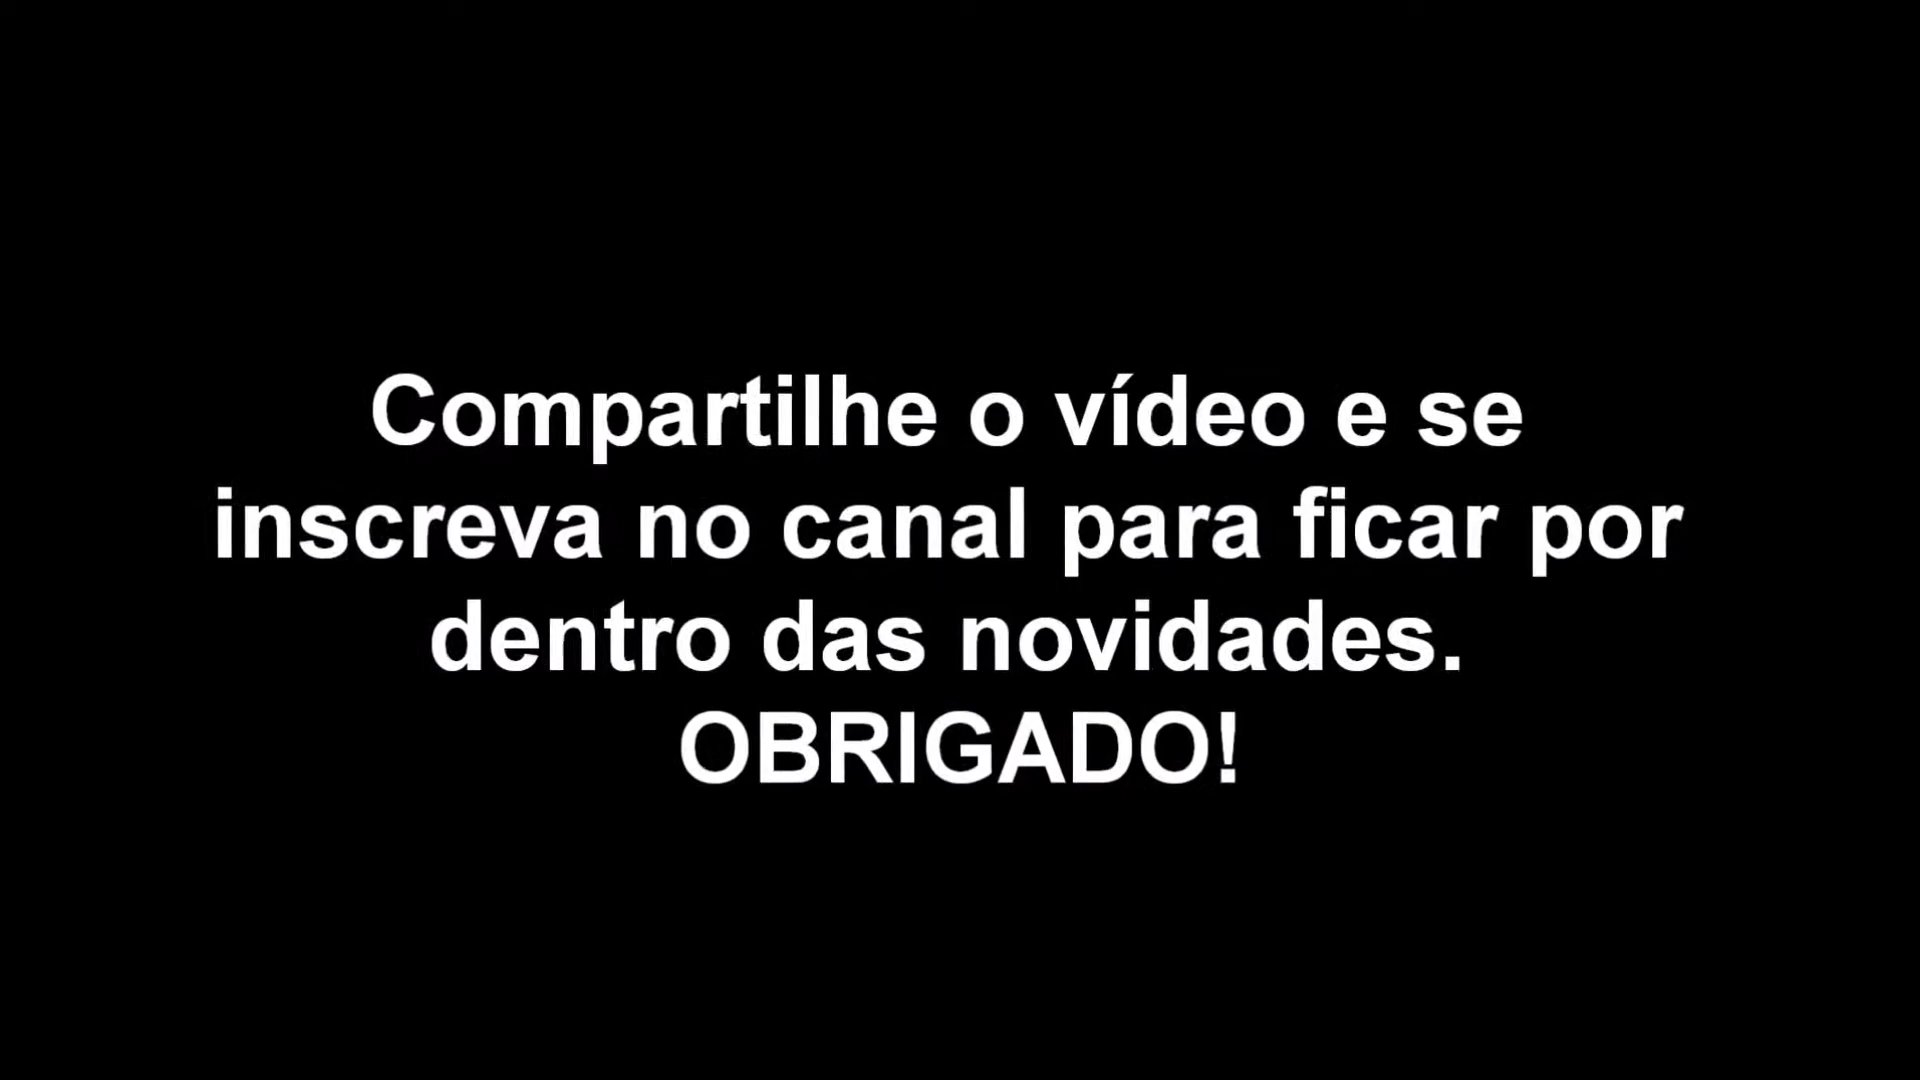 Compartilhe o vídeo e se
inscreva no canal para ficar por
dentro das novidades.
OBRIGADO!